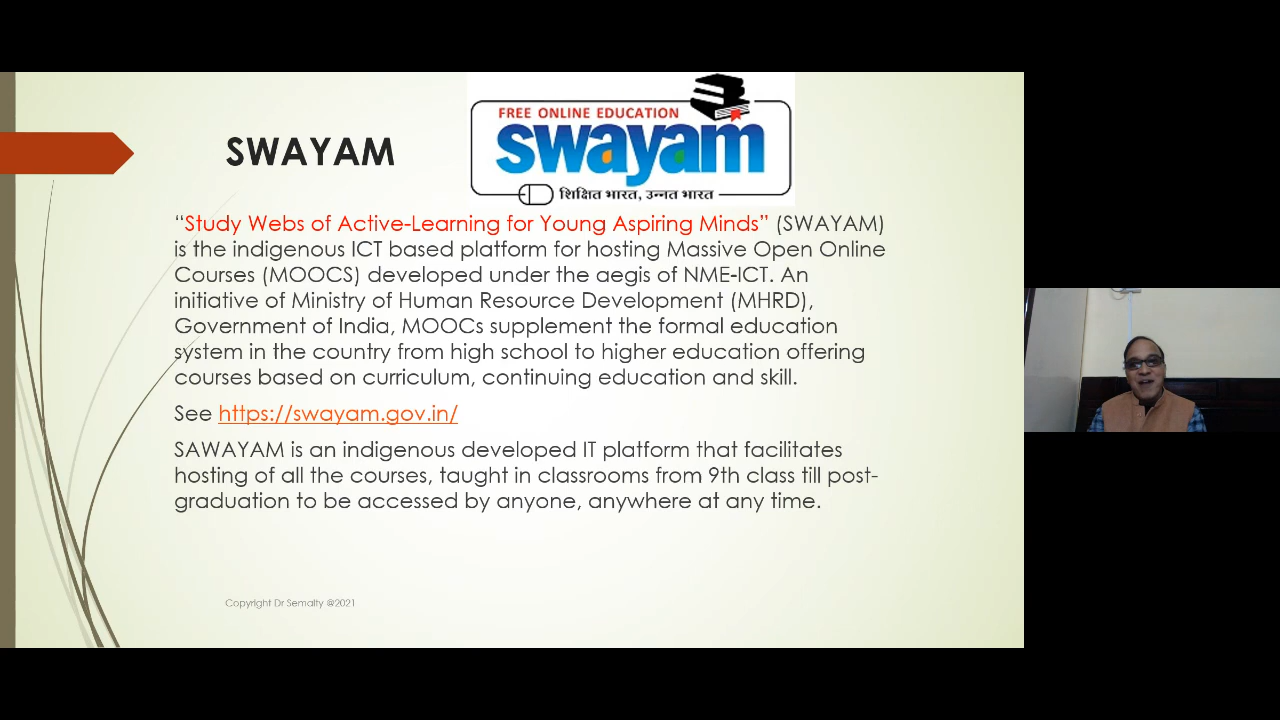 FREE ONLINE EDUCATION
swayam
शिक्षित भारत, उन्नत भारत
SWAYAM
“Study Webs of Active-Learning for Young Aspiring Minds” (SWAYAM)
is the indigenous ICT based platform for hosting Massive Open Online
Courses (MOOCS) developed under the aegis of NME-ICT. An
initiative of Ministry of Human Resource Development (MHRD),
Government of India, MOOCs supplement the formal education
system in the country from high school to higher education offering
courses based on curriculum, continuing education and skill.
See https://swayam.gov.in/
SAWAYAM is an indigenous developed IT platform that facilitates
hosting of all the courses, taught in classrooms from 9th class till post-
graduation to be accessed by anyone, anywhere at any time.
Copyright Dr Semalty @2021